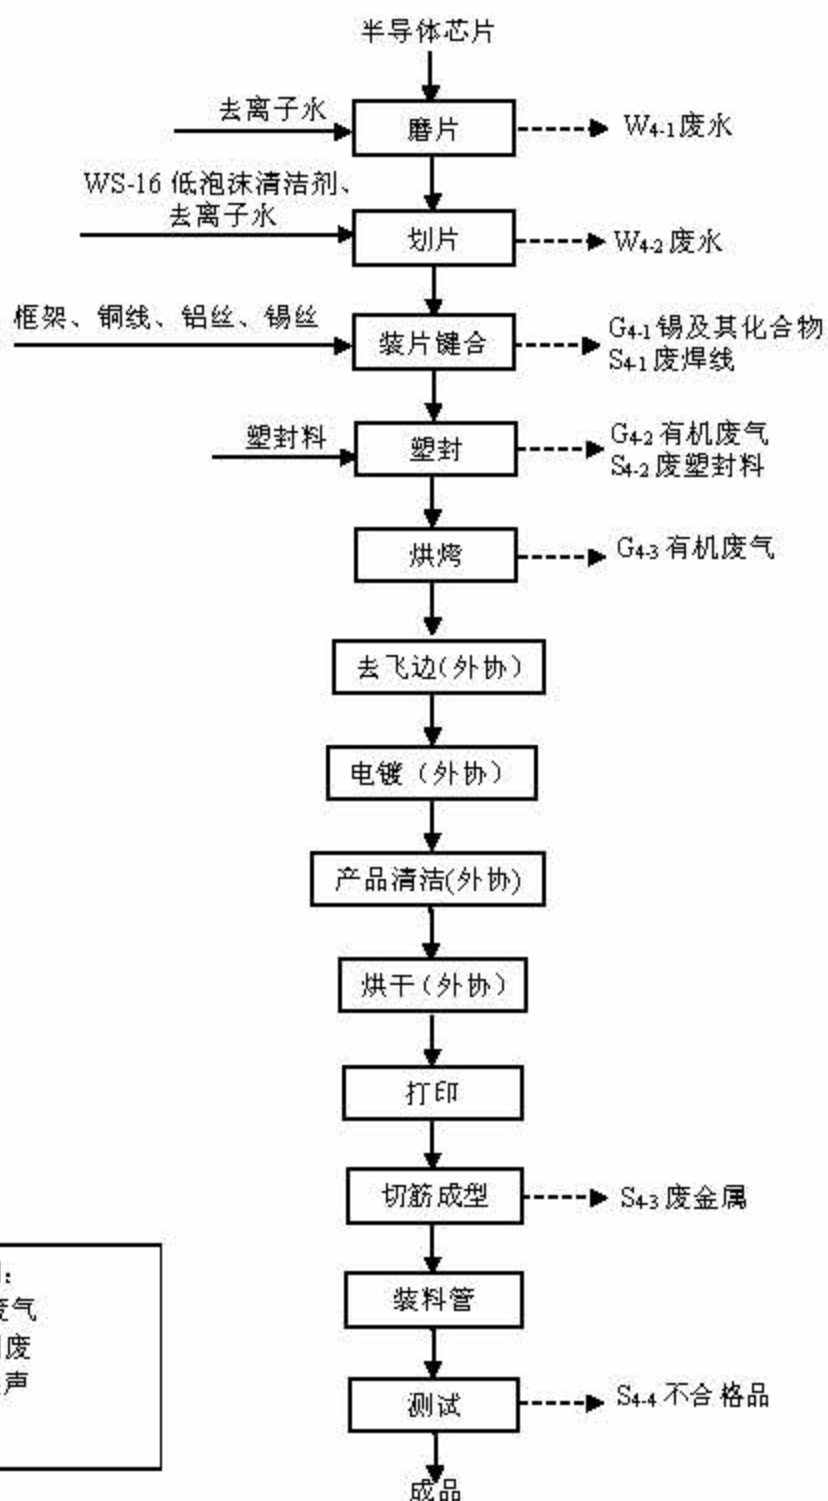 半导体芯片
去离子水
磨片
W4-1废水
WS-16 低泡沫清洁剂、
去离子水
划片
W4-2废水
框架、铜线、铝丝、锡丝
装片键合
G4-1锡及其化合物
S4-1废焊线
塑封料
塑封
G4-2有机废气
S4-2废塑封料
烘烤
G4-3有机废气
去飞边(外协)
电镀（外协）
产品清洁(外协)
烘干(外协)
打印
切筋成型
S4-3废金属
装料管
测试
S4-4不合格品
成品
：
废气
废
声